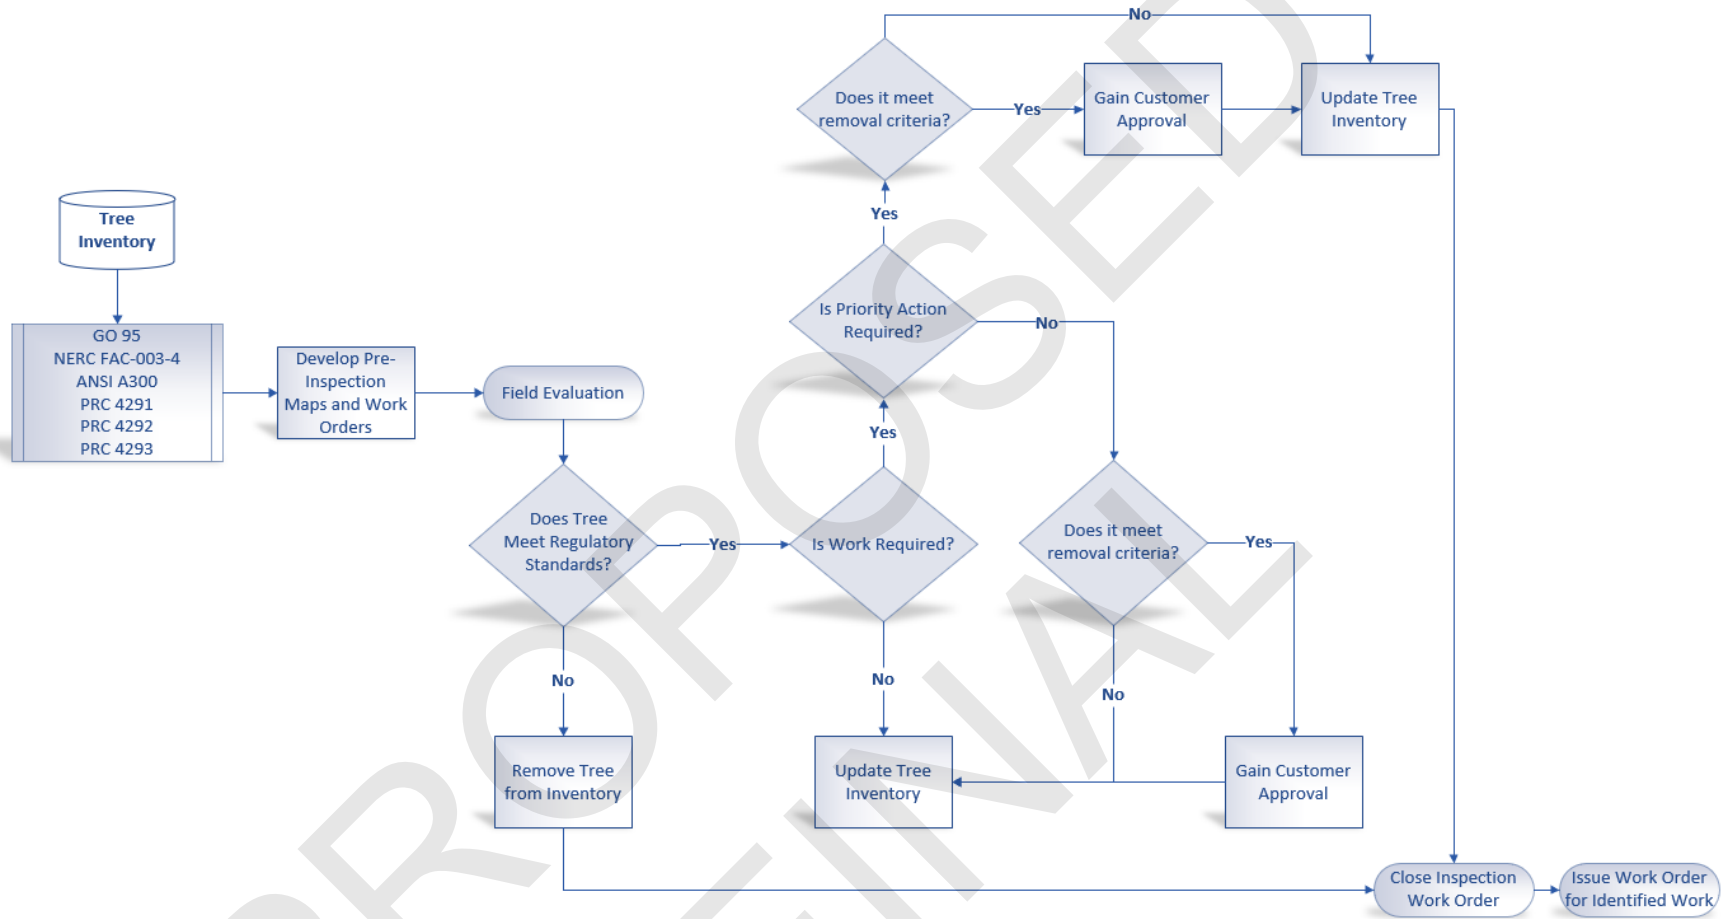 Tree
Inventory
GO 95
NERC FAC-003-4
ANSI A300
PRC 4291
PRC 4292
PRC 4293
Develop Pre-
Inspection
Maps and Work
Orders
Field Evaluation
Does Tree
Meet Regulatory
Standards?
Yes
No
Remove Tree
from Inventory
Is Work Required?
Yes
No
Update Tree
Inventory
Is Priority Action
Required?
Yes
No
Does it meet
removal criteria?
No
Yes
Gain Customer
Approval
Update Tree
Inventory
Does it meet
removal criteria?
Yes
No
Gain Customer
Approval
Close Inspection
Work Order
Issue Work Order
for Identified Work
PROPOSED
FINAL